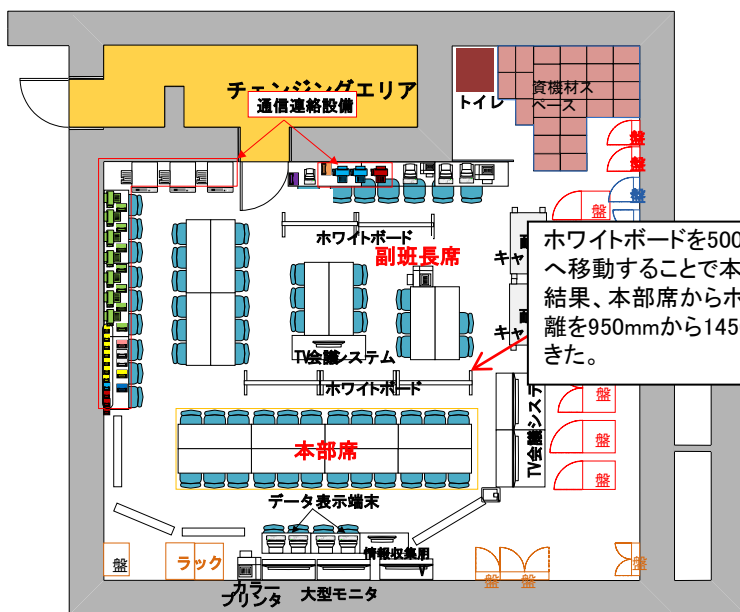 チェンジングエリア
通信連絡設備
トイレ
資機材ス
ペース
盤
盤
盤
盤
ホワイトボード
副班長席
キャ
キャ
ホワイトボードを500
へ移動することで本
結果、本部席からホ
離を950mmから145
きた。
TV会議システム
ホワイトボード
TV会議システ
盤
盤
盤
本部席
データ表示端末
情報収集用
盤
ラック
カラー
プリンタ
大型モニタ
盤
盤
盤